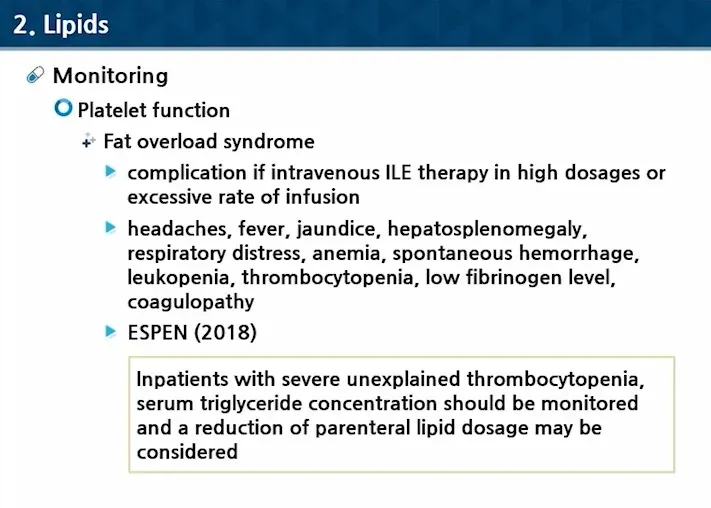 2. Lipids
Monitoring
Platelet function
Fat overload syndrome
complication if intravenous ILE therapy in high dosages or
excessive rate of infusion
headaches, fever, jaundice, hepatosplenomegaly,
respiratory distress, anemia, spontaneous hemorrhage,
leukopenia, thrombocytopenia, low fibrinogen level,
coagulopathy
ESPEN (2018)
Inpatients with severe unexplained thrombocytopenia,
serum triglyceride concentration should be monitored
and a reduction of parenteral lipid dosage may be
considered